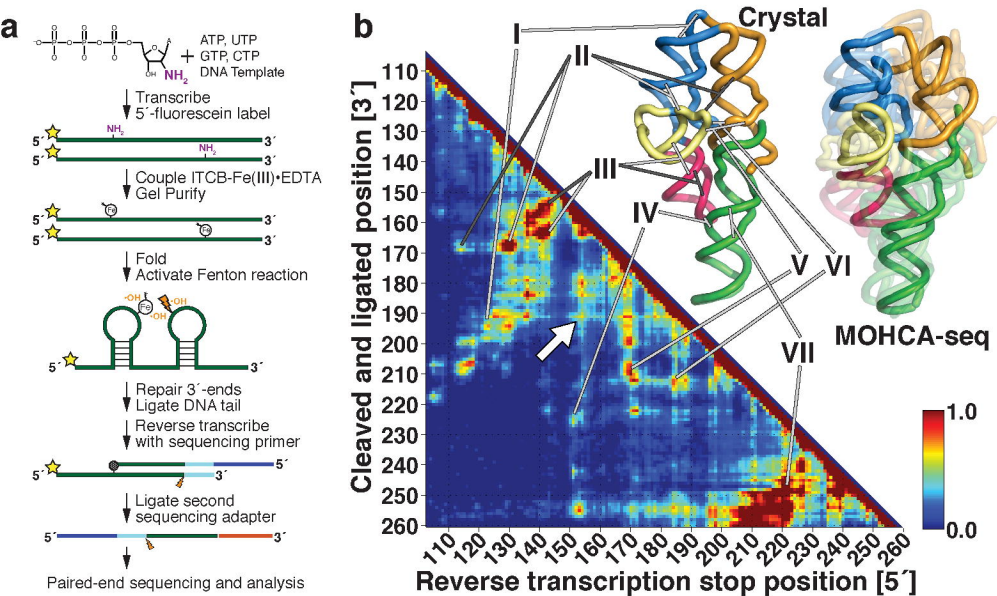 a
P P P
O
A
OH
NH2
+
ATP, UTP
GTP, CTP
DNA Template
Transcribe
5´-fluorescein label
NH2
5´ 3´
NH2
5´ 3´
Couple ITCB-Fe(III)•EDTA
Gel Purify
Fe
5´ 3´
Fe
5´ 3´
Fold
Activate Fenton reaction
·OH Fe ·OH
·OH
5´ 3´
Repair 3´-ends
Ligate DNA tail
Reverse transcribe
with sequencing primer
5´
5´ 3´
Ligate second
sequencing adapter
5´ 3´
Paired-end sequencing and analysis
b
Crystal
MOHCA-seq
I
II
III
IV
V
VI
VII
Cleaved and ligated position [3´]
110
120
130
140
150
160
170
180
190
200
210
220
230
240
250
260
110 120 130 140 150 160 170 180 190 200 210 220 230 240 250 260
Reverse transcription stop position [5´]
1.0
0.0